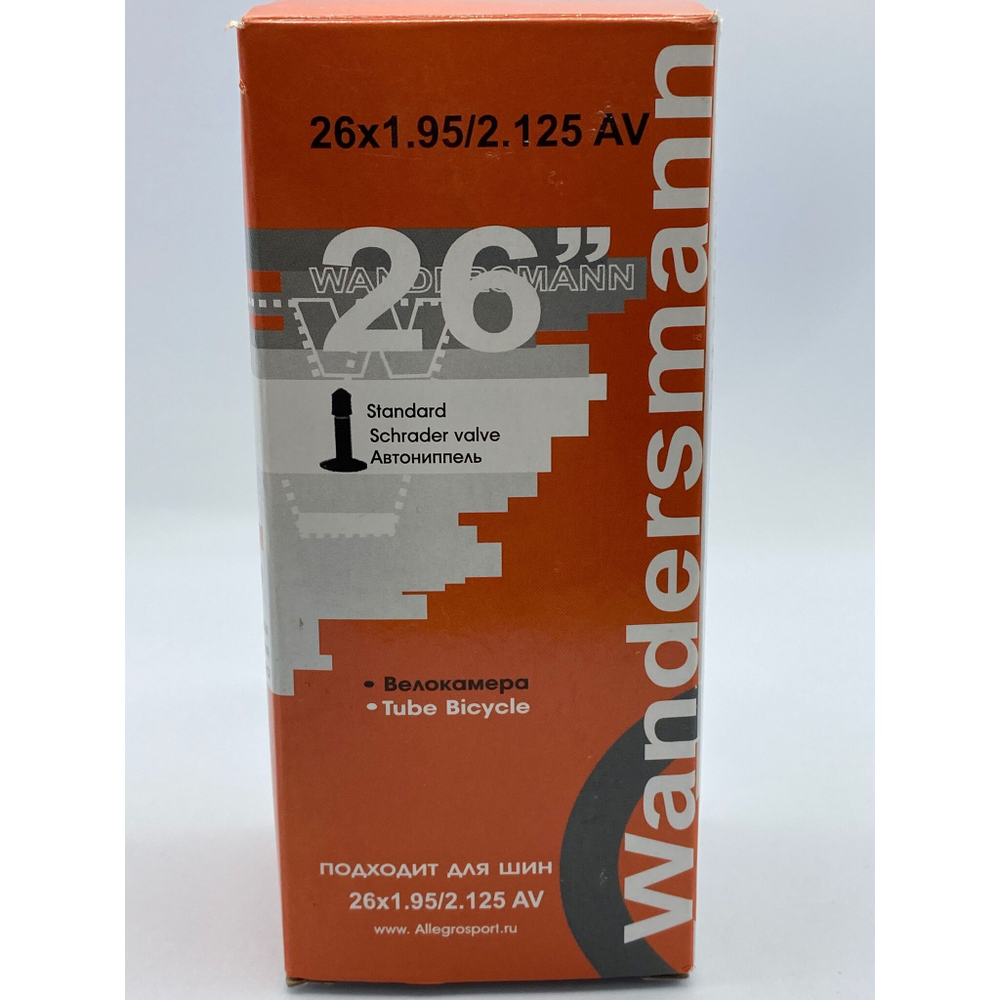 26x1.95/2.125 AV
26”
WANDERSMANN
Standard
Schrader valve
Автониппель
• Велокамера
• Tube Bicycle
ПОДХОДИТ ДЛЯ ШИН
26x1.95/2.125 AV
www. Allegrosport.ru
Wandersmann